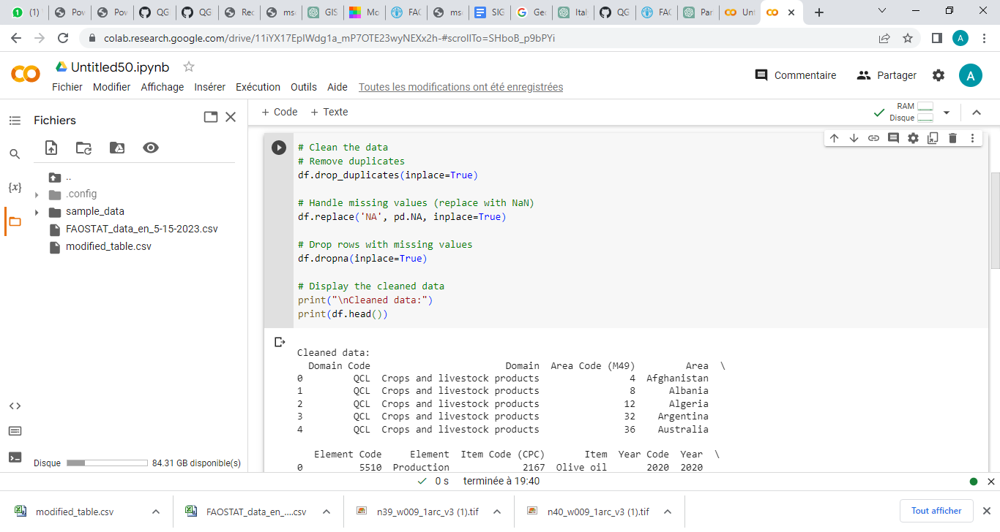 (1)
Pov
Pov
QG
QG
Rec
ms
GIS
Mc
FAC
ms
SIG
Geo
Ital
QG
FAC
Par
Unt
colab.research.google.com/drive/11iYX17EpIWdg1a_mP7OTE23wyNEXx2h-#scrollTo=SHboB_p9bPYi
A
Untitled50.ipynb
Commentaire
Partager
A
Fichier Modifier Affichage Insérer Exécution Outils Aide Toutes les modifications ont été enregistrées
Fichiers
+ Code + Texte
RAM
Disque
{x}
..
.config
sample_data
FAOSTAT_data_en_5-15-2023.csv
modified_table.csv
# Clean the data
# Remove duplicates
df.drop_duplicates(inplace=True)
# Handle missing values (replace with NaN)
df.replace('NA', pd.NA, inplace=True)
# Drop rows with missing values
df.dropna(inplace=True)
# Display the cleaned data
print("\nCleaned data:")
print(df.head())
Cleaned data:
Domain Code Domain Area Code (M49) Area \
0 QCL Crops and livestock products 4 Afghanistan
1 QCL Crops and livestock products 8 Albania
2 QCL Crops and livestock products 12 Algeria
3 QCL Crops and livestock products 32 Argentina
4 QCL Crops and livestock products 36 Australia
Element Code Element Item Code (CPC) Item Year Code Year \
0 5510 Production 2167 Olive oil 2020 2020
Disque 84.31 GB disponible(s)
0 s terminée à 19:40
modified_table.csv
FAOSTAT_data_en_....csv
n39_w009_1arc_v3 (1).tif
n40_w009_1arc_v3 (1).tif
Tout afficher